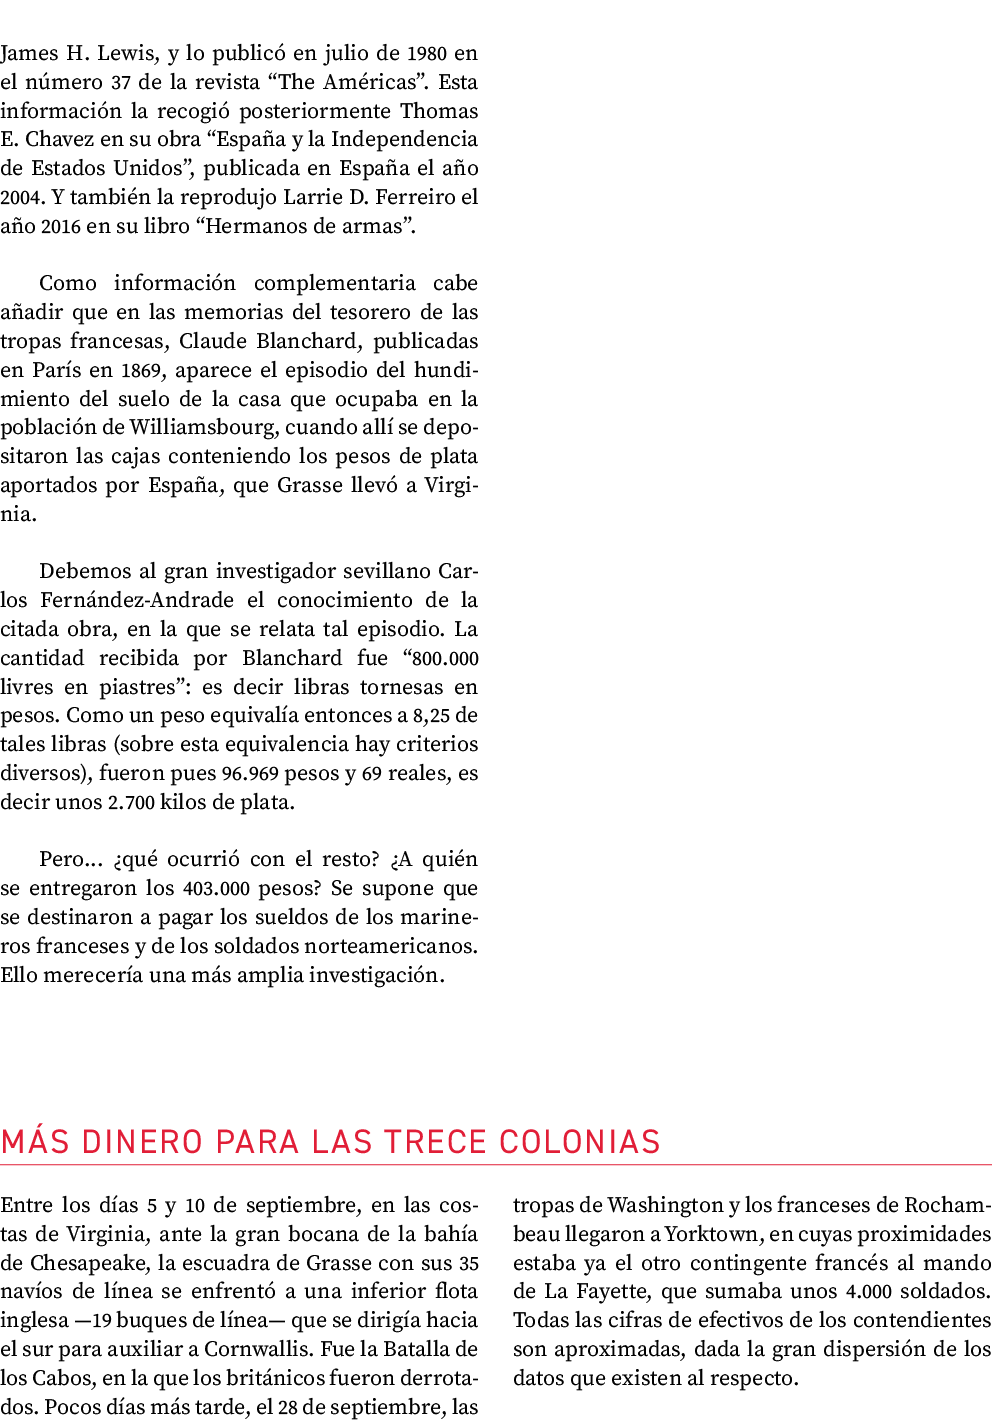 James H. Lewis, y lo publicó en julio de 1980 en
el número 37 de la revista “The Américas”. Esta
información la recogió posteriormente Thomas
E. Chavez en su obra “España y la Independencia
de Estados Unidos”, publicada en España el año
2004. Y también la reprodujo Larrie D. Ferreiro el
año 2016 en su libro “Hermanos de armas”.
Como información complementaria cabe
añadir que en las memorias del tesorero de las
tropas francesas, Claude Blanchard, publicadas
en París en 1869, aparece el episodio del hundi-
miento del suelo de la casa que ocupaba en la
población de Williamsbourg, cuando allí se depo-
sitaron las cajas conteniendo los pesos de plata
aportados por España, que Grasse llevó a Virgi-
nia.
Debemos al gran investigador sevillano Car-
los Fernández-Andrade el conocimiento de la
citada obra, en la que se relata tal episodio. La
cantidad recibida por Blanchard fue “800.000
livres en piastres”: es decir libras tornesas en
pesos. Como un peso equivalía entonces a 8,25 de
tales libras (sobre esta equivalencia hay criterios
diversos), fueron pues 96.969 pesos y 69 reales, es
decir unos 2.700 kilos de plata.
Pero... ¿qué ocurrió con el resto? ¿A quién
se entregaron los 403.000 pesos? Se supone que
se destinaron a pagar los sueldos de los marine-
ros franceses y de los soldados norteamericanos.
Ello merecería una más amplia investigación.
MÁS DINERO PARA LAS TRECE COLONIAS
Entre los días 5 y 10 de septiembre, en las cos-
tas de Virginia, ante la gran bocana de la bahía
de Chesapeake, la escuadra de Grasse con sus 35
navíos de línea se enfrentó a una inferior flota
inglesa —19 buques de línea— que se dirigía hacia
el sur para auxiliar a Cornwallis. Fue la Batalla de
los Cabos, en la que los británicos fueron derrota-
dos. Pocos días más tarde, el 28 de septiembre, las
tropas de Washington y los franceses de Rocham-
beau llegaron a Yorktown, en cuyas proximidades
estaba ya el otro contingente francés al mando
de La Fayette, que sumaba unos 4.000 soldados.
Todas las cifras de efectivos de los contendientes
son aproximadas, dada la gran dispersión de los
datos que existen al respecto.